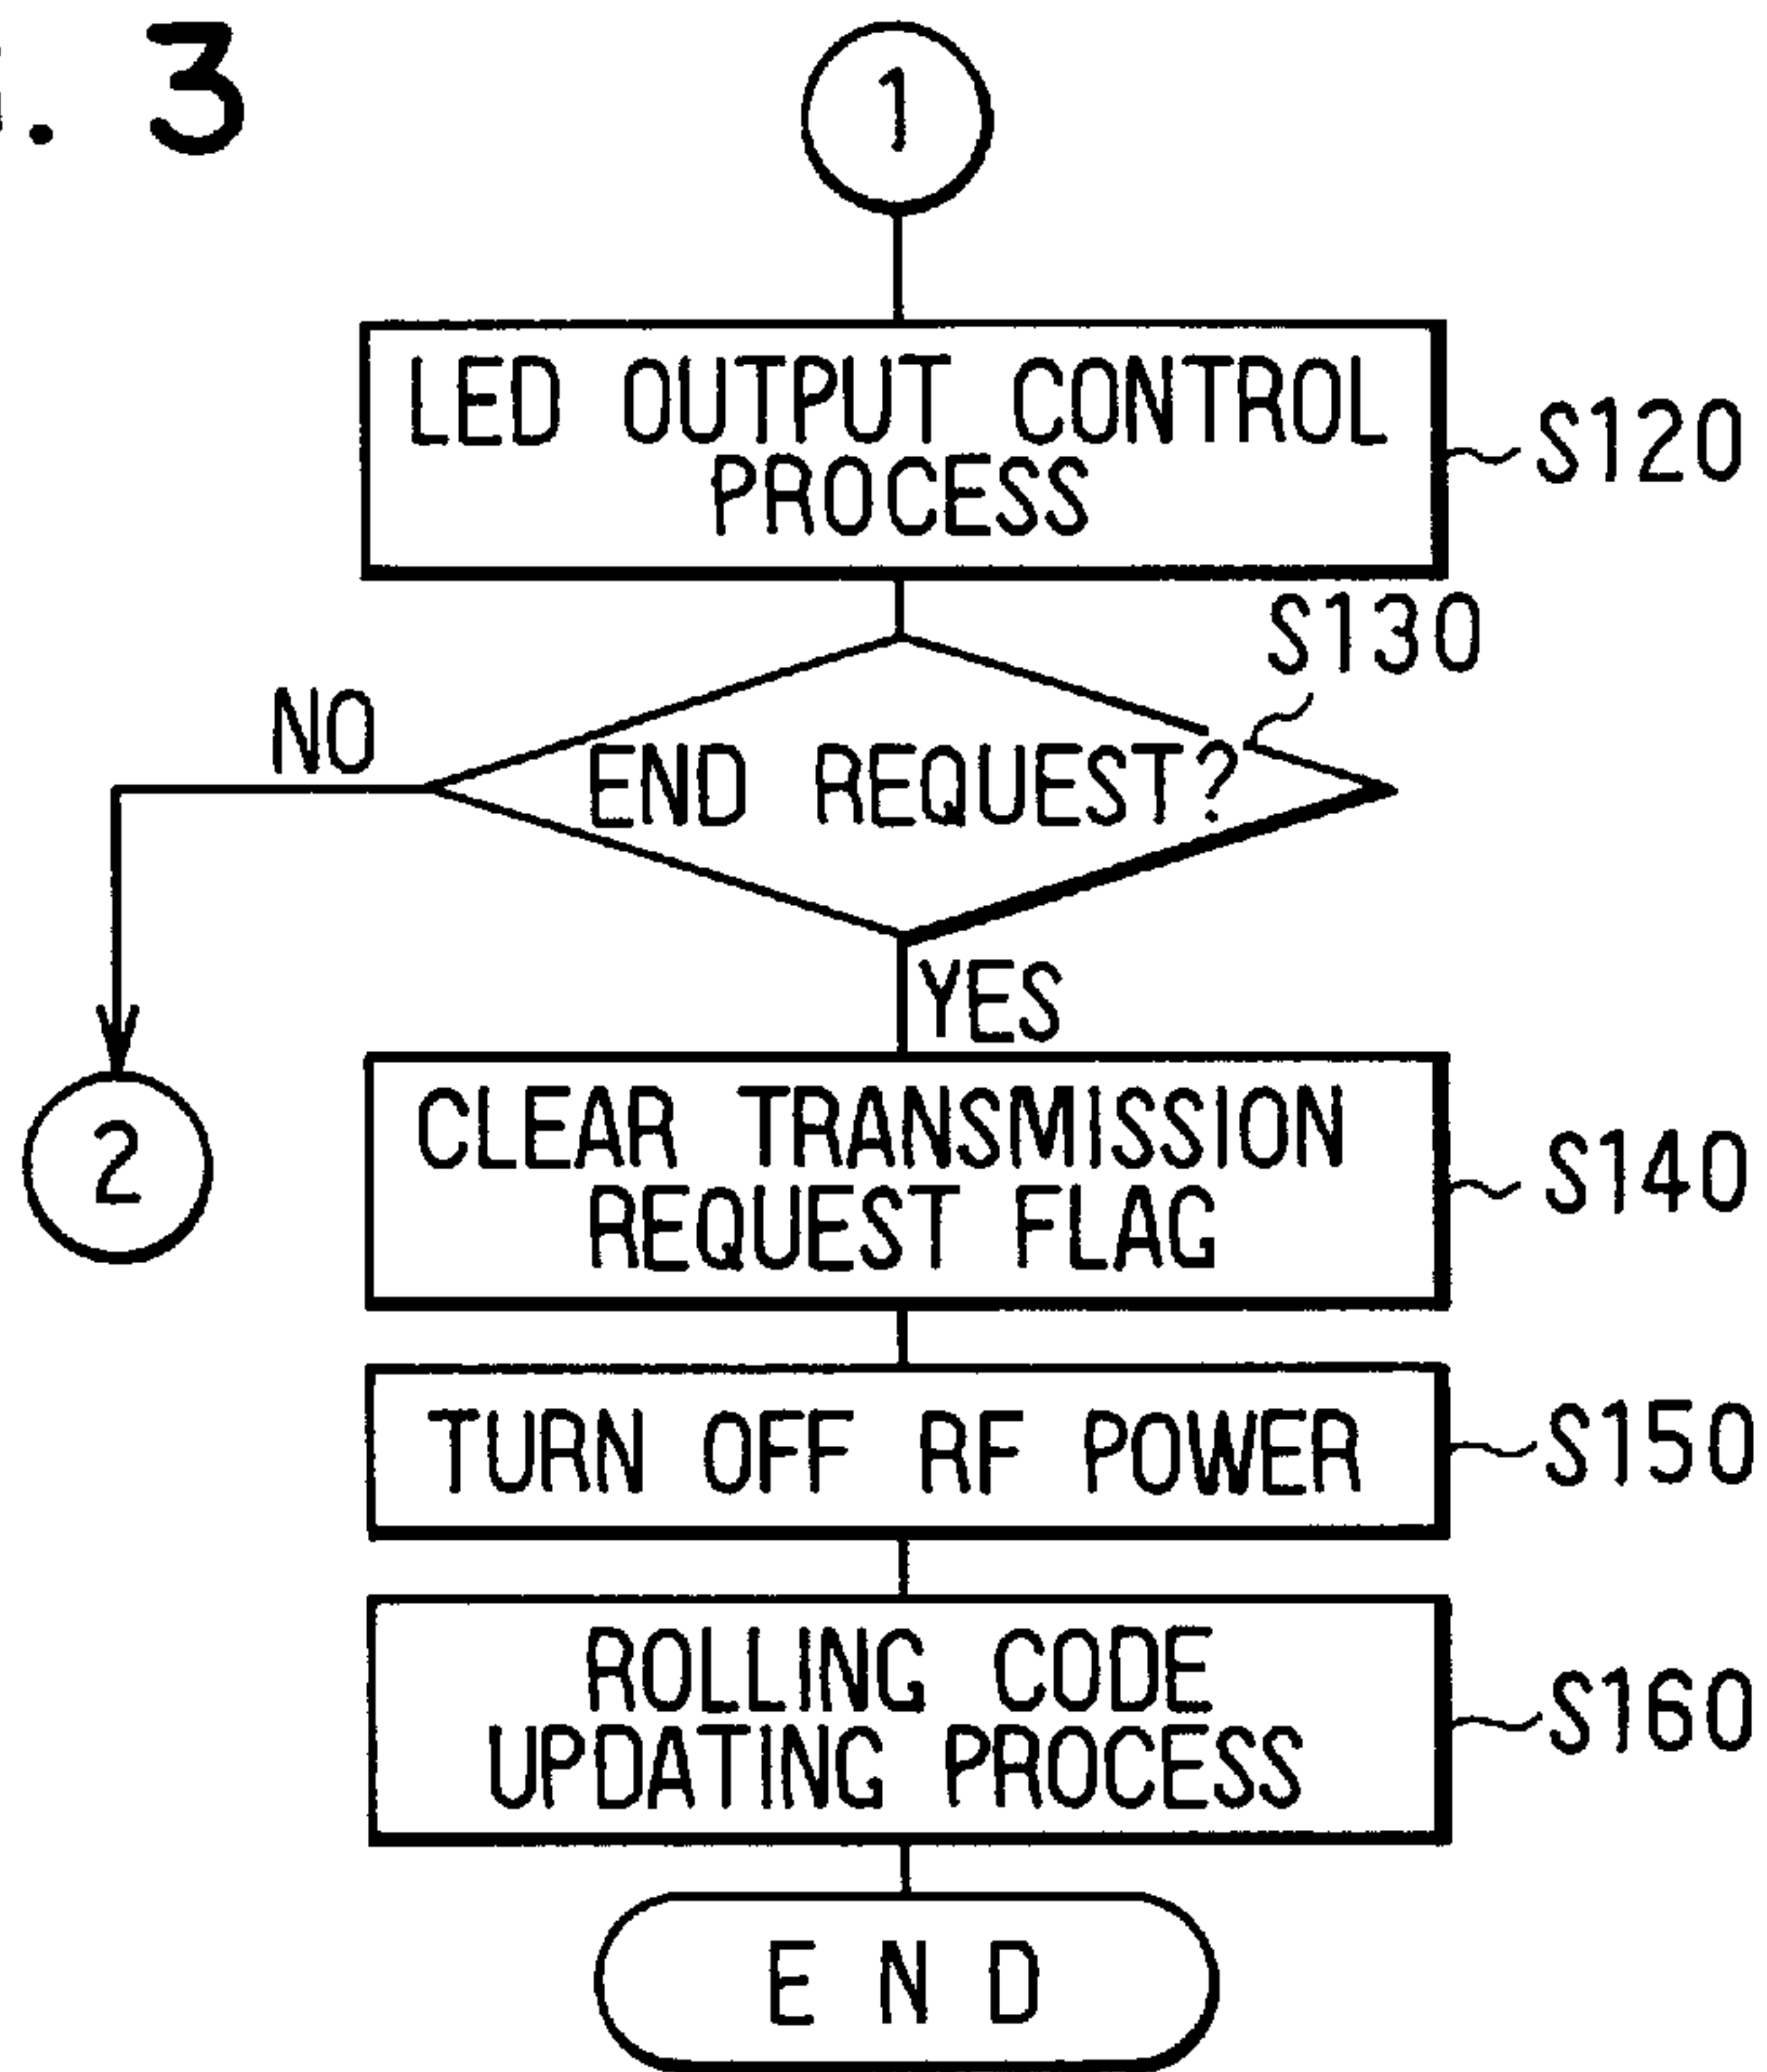 . 3
1
LED OUTPUT CONTROL
PROCESS
S120
S130
NO
END REQUEST?
YES
2
CLEAR TRANSMISSION
REQUEST FLAG
S140
TURN OFF RF POWER
S150
ROLLING CODE
UPDATING PROCESS
S160
END